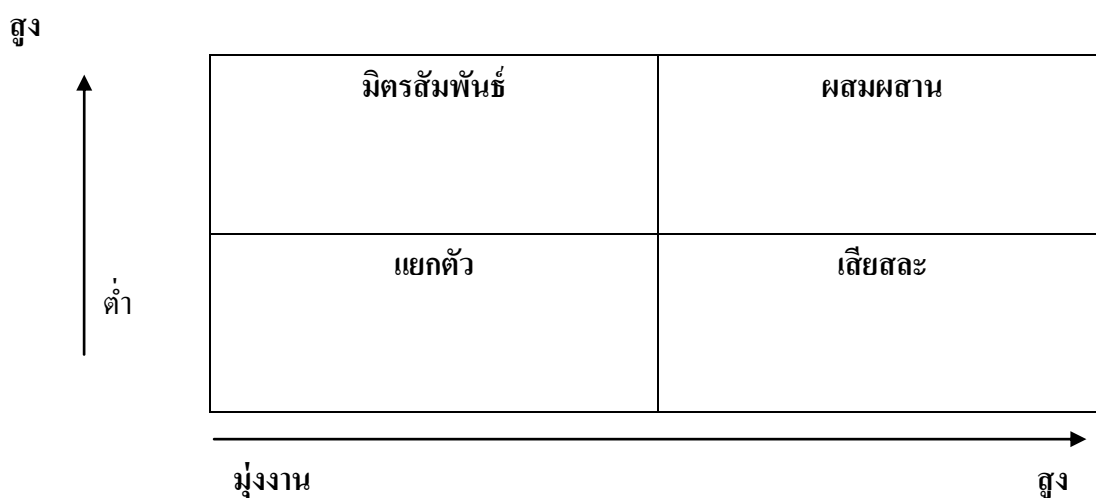 สูง
มิตรสัมพันธ์ ผสมผสาน
แยกตัว เสียสละ
ต่ำ
มุ่งงาน สูง